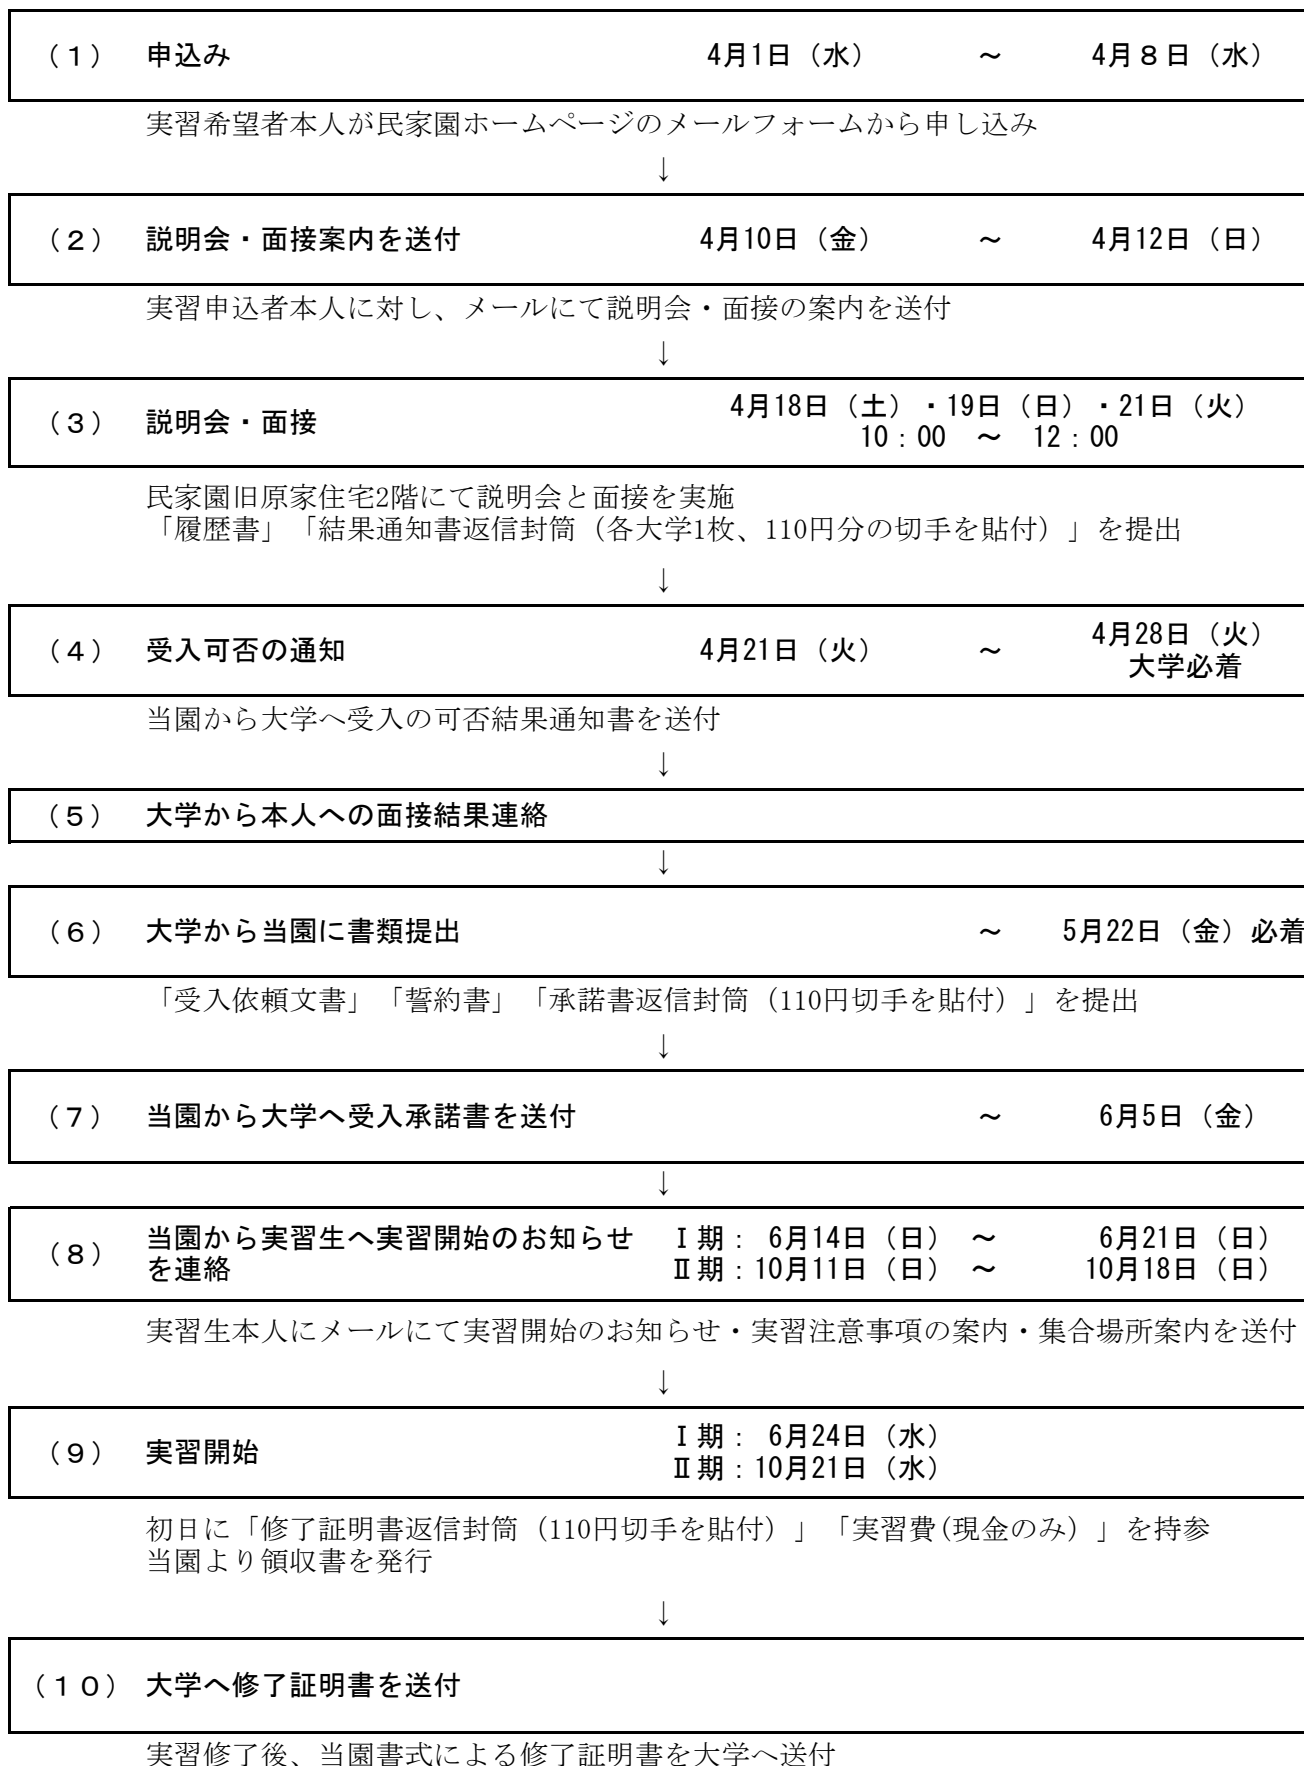 （１） 申込み 4月1日（水） ～ 4月８日（水）
実習希望者本人が民家園ホームページのメールフォームから申し込み
↓
（２） 説明会・面接案内を送付 4月10日（金） ～ 4月12日（日）
実習申込者本人に対し、メールにて説明会・面接の案内を送付
↓
（３） 説明会・面接 4月18日（土）・19日（日）・21日（火）
10：00 ～ 12：00
民家園旧原家住宅2階にて説明会と面接を実施
「履歴書」「結果通知書返信封筒（各大学1枚、110円分の切手を貼付）」を提出
↓
（４） 受入可否の通知 4月21日（火） ～ 4月28日（火）
大学必着
当園から大学へ受入の可否結果通知書を送付
↓
（５） 大学から本人への面接結果連絡
↓
（６） 大学から当園に書類提出 ～ 5月22日（金）必着
「受入依頼文書」「誓約書」「承諾書返信封筒（110円切手を貼付）」を提出
↓
（７） 当園から大学へ受入承諾書を送付 ～ 6月5日（金）
↓
（８） 当園から実習生へ実習開始のお知らせ Ⅰ期： 6月14日（日） ～ 6月21日（日）
を連絡 Ⅱ期：10月11日（日） ～ 10月18日（日）
実習生本人にメールにて実習開始のお知らせ・実習注意事項の案内・集合場所案内を送付
↓
（９） 実習開始 Ⅰ期： 6月24日（水）
Ⅱ期：10月21日（水）
初日に「修了証明書返信封筒（110円切手を貼付）」「実習費(現金のみ）」を持参
当園より領収書を発行
↓
（１０） 大学へ修了証明書を送付
実習修了後、当園書式による修了証明書を大学へ送付